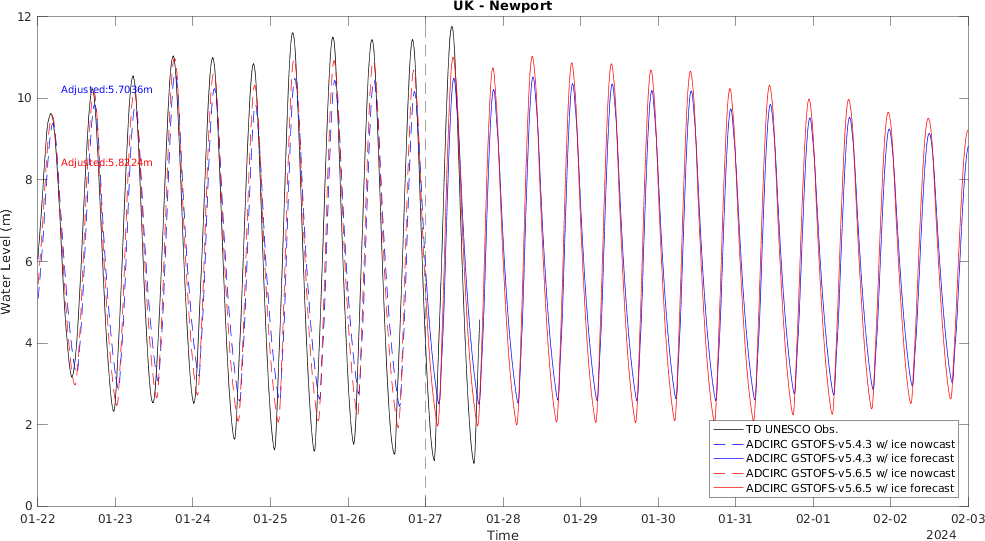 UK - Newport
12
10
8
6
4
2
0
Water Level (m)
Adjusted:5.7036m
Adjusted:5.8224m
TD UNESCO Obs.
ADCIRC GSTOFS-v5.4.3 w/ ice nowcast
ADCIRC GSTOFS-v5.4.3 w/ ice forecast
ADCIRC GSTOFS-v5.6.5 w/ ice nowcast
ADCIRC GSTOFS-v5.6.5 w/ ice forecast
01-22 01-23 01-24 01-25 01-26 01-27 01-28 01-29 01-30 01-31 02-01 02-02 02-03
Time
2024